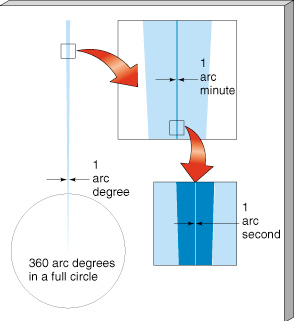 1
arc
minute
1
arc
degree
1
arc
second
360 arc degrees
in a full circle